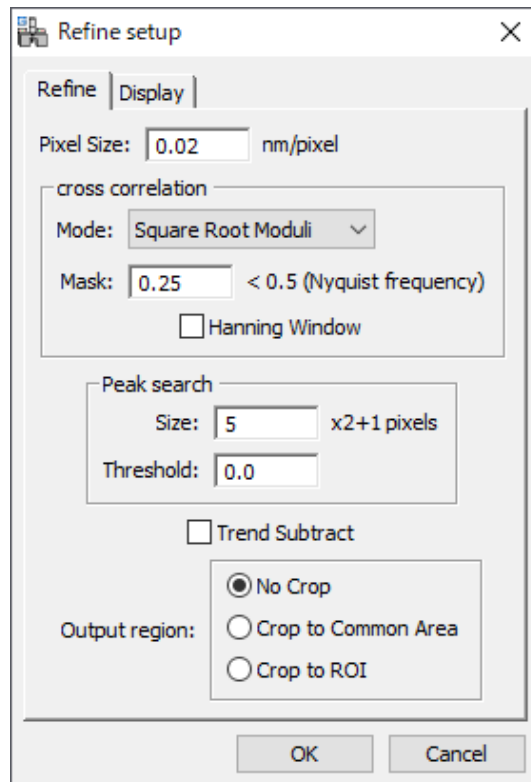 Refine setup
Refine Display
Pixel Size: 0.02 nm/pixel
cross correlation
Mode: Square Root Moduli
Mask: 0.25 < 0.5 (Nyquist frequency)
Hanning Window
Peak search
Size: 5 x2+1 pixels
Threshold: 0.0
Trend Subtract
No Crop
Output region: Crop to Common Area
Crop to ROI
OK Cancel